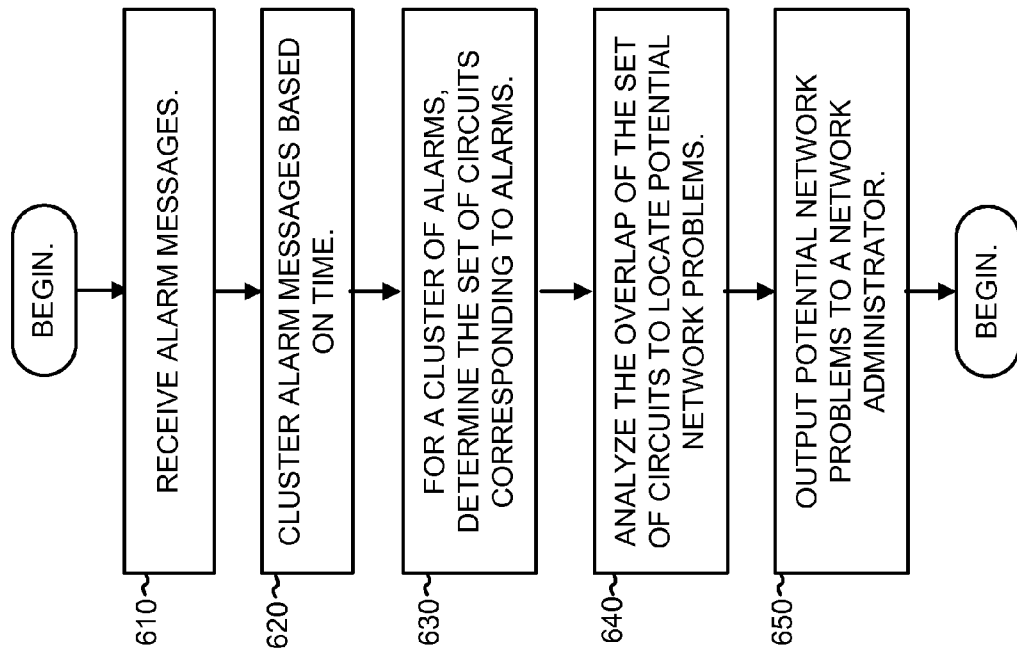 BEGIN.
610
RECEIVE ALARM MESSAGES.
620
CLUSTER ALARM MESSAGES BASED
ON TIME.
630
FOR A CLUSTER OF ALARMS,
DETERMINE THE SET OF CIRCUITS
CORRESPONDING TO ALARMS.
640
ANALYZE THE OVERLAP OF THE SET
OF CIRCUITS TO LOCATE POTENTIAL
NETWORK PROBLEMS.
650
OUTPUT POTENTIAL NETWORK
PROBLEMS TO A NETWORK
ADMINISTRATOR.
BEGIN.